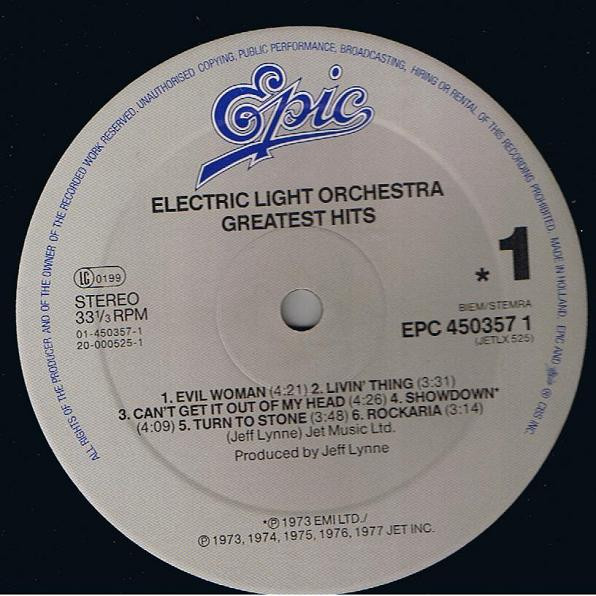 ALL RIGHTS OF THE PRODUCER AND OF THE OWNER OF THE RECORDED WORK RESERVED. UNAUTHORISED COPYING, PUBLIC PERFORMANCE, BROADCASTING, HIRING OR RENTAL OF THIS RECORDING PROHIBITED. MADE IN HOLLAND. EPIC AND ℗ CBS INC.
Epic
ELECTRIC LIGHT ORCHESTRA
GREATEST HITS
* 1
LC 0199
STEREO
33 1/3 RPM
01-450357-1
20-000525-1
BIEM/STEMRA
EPC 450357 1
(JETLX 525)
1. EVIL WOMAN (4:21) 2. LIVIN' THING (3:31)
3. CAN'T GET IT OUT OF MY HEAD (4:26) 4. SHOWDOWN*
(4:09) 5. TURN TO STONE (3:48) 6. ROCKARIA (3:14)
(Jeff Lynne) Jet Music Ltd.
Produced by Jeff Lynne
*℗ 1973 EMI LTD./
℗ 1973, 1974, 1975, 1976, 1977 JET INC.